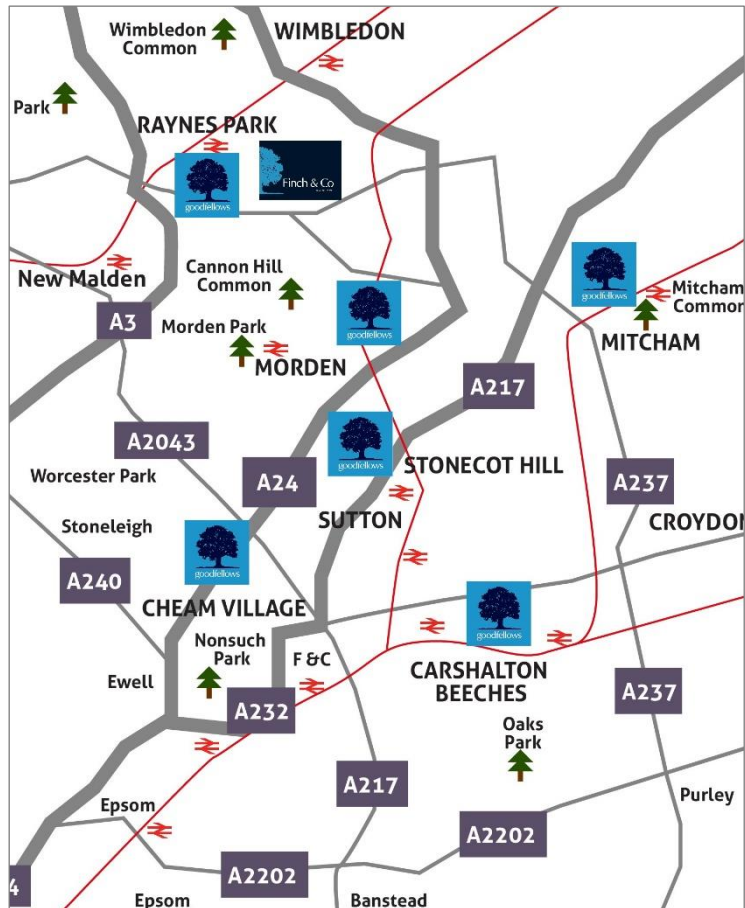 Wimbledon
Common
WIMBLEDON
Park
RAYNES PARK
goodfellows
Finch & Co
New Malden
Cannon Hill
Common
goodfellows
Mitcham
Common
MITCHAM
A3
Morden Park
MORDEN
goodfellows
A217
A2043
goodfellows
STONECOT HILL
Worcester Park
A24
A237
SUTTON
CROYDON
Stoneleigh
A240
goodfellows
CHEAM VILLAGE
goodfellows
Nonsuch
Park
F & C
CARSHALTON
BEECHES
Ewell
A232
A237
Oaks
Park
A217
Purley
Epsom
A2202
A2202
4
Epsom
Banstead